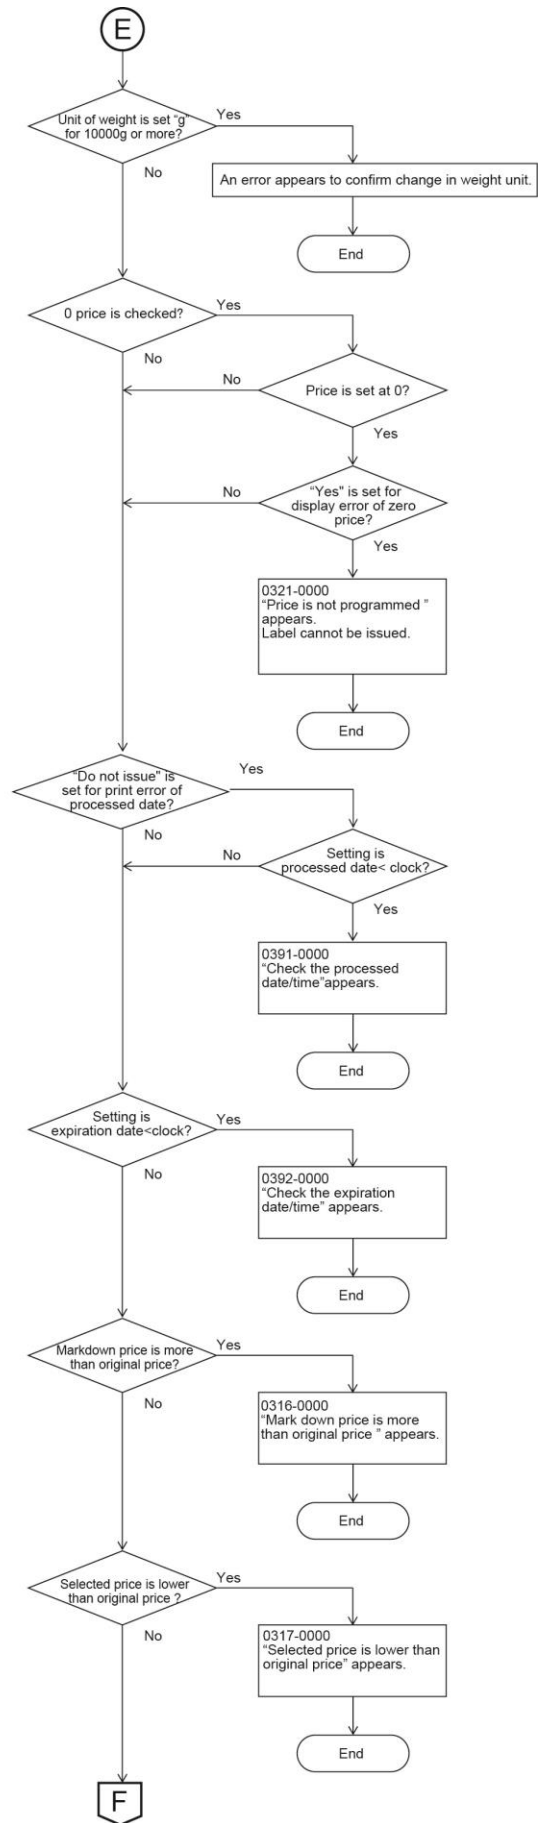 E
Unit of weight is set “g”
for 10000g or more?
Yes
No
An error appears to confirm change in weight unit.
End
0 price is checked?
Yes
No
No
Price is set at 0?
Yes
No
“Yes" is set for
display error of zero
price?
Yes
0321-0000
“Price is not programmed ”
appears.
Label cannot be issued.
End
“Do not issue" is
set for print error of
processed date?
Yes
No
No
Setting is
processed date< clock?
Yes
0391-0000
“Check the processed
date/time”appears.
End
Setting is
expiration date<clock?
Yes
No
0392-0000
“Check the expiration
date/time” appears.
End
Markdown price is more
than original price?
Yes
No
0316-0000
“Mark down price is more
than original price ” appears.
End
Selected price is lower
than original price ?
Yes
No
0317-0000
“Selected price is lower than
original price” appears.
End
F